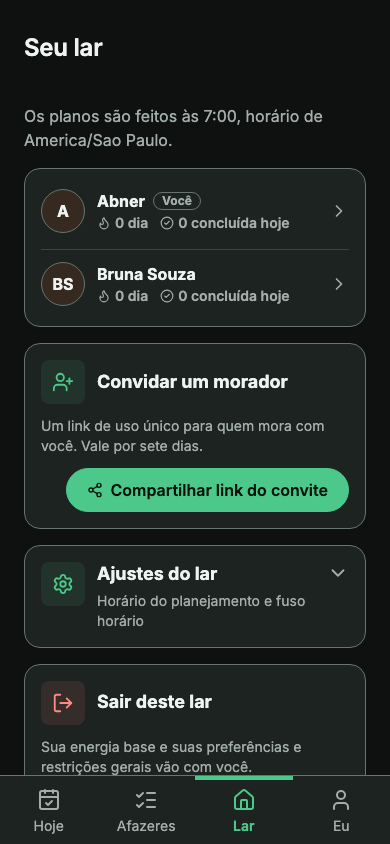 Seu lar
Os planos são feitos às 7:00, horário de
America/Sao Paulo.
A
Abner Você
0 dia 0 concluída hoje
BS
Bruna Souza
0 dia 0 concluída hoje
Convidar um morador
Um link de uso único para quem mora com
você. Vale por sete dias.
Compartilhar link do convite
Ajustes do lar
Horário do planejamento e fuso
horário
Sair deste lar
Sua energia base e suas preferências e
restrições gerais vão com você.
Hoje Afazeres Lar Eu